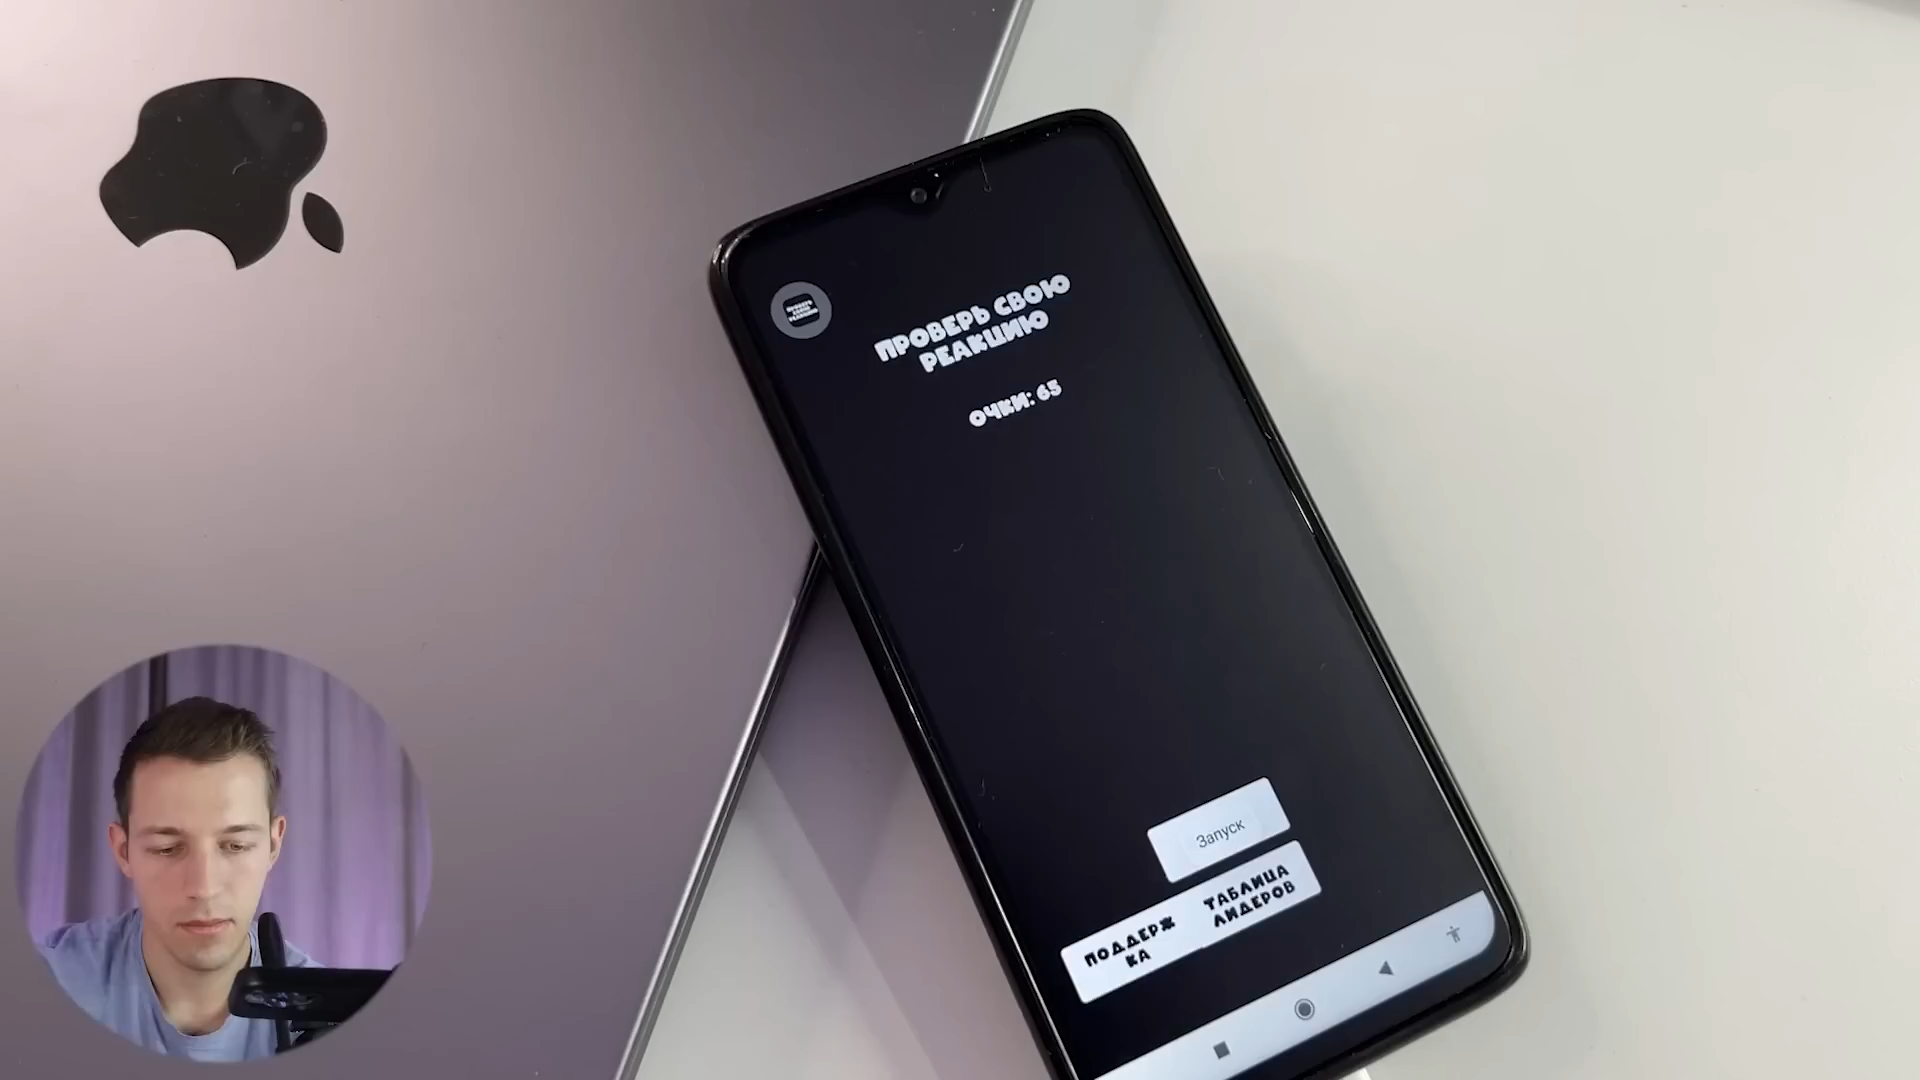 ПРОВЕРЬ СВОЮ
РЕАКЦИЮ
ОЧКИ: 65
Запуск
ПОДДЕРЖ
КА
ТАБЛИЦА
ЛИДЕРОВ